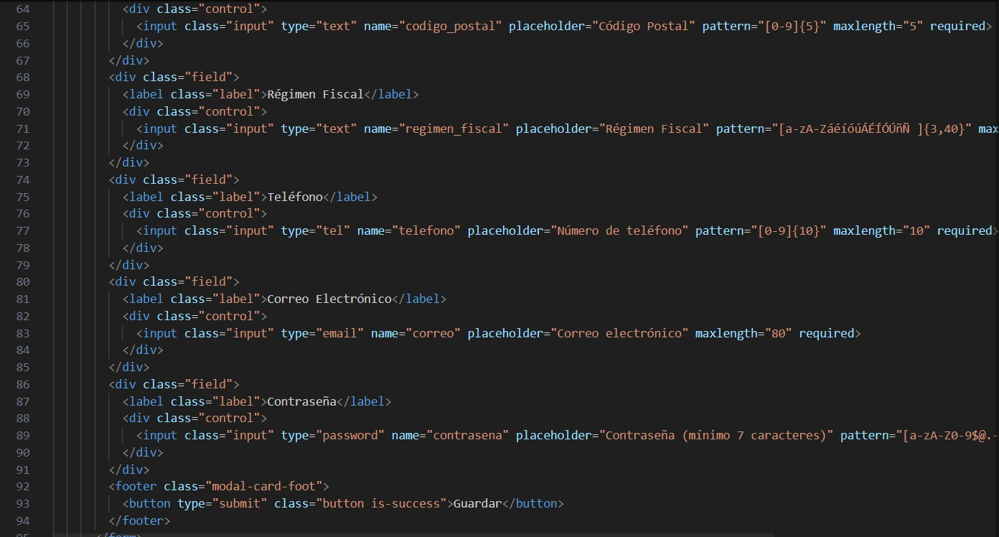 64 <div class="control">
65 <input class="input" type="text" name="codigo_postal" placeholder="Código Postal" pattern="[0-9]{5}" maxlength="5" required>
66 </div>
67 </div>
68 <div class="field">
69 <label class="label">Régimen Fiscal</label>
70 <div class="control">
71 <input class="input" type="text" name="regimen_fiscal" placeholder="Régimen Fiscal" pattern="[a-zA-ZáéíóúÁÉÍÓÚñÑ ]{3,40}" max
72 </div>
73 </div>
74 <div class="field">
75 <label class="label">Teléfono</label>
76 <div class="control">
77 <input class="input" type="tel" name="telefono" placeholder="Número de teléfono" pattern="[0-9]{10}" maxlength="10" required>
78 </div>
79 </div>
80 <div class="field">
81 <label class="label">Correo Electrónico</label>
82 <div class="control">
83 <input class="input" type="email" name="correo" placeholder="Correo electrónico" maxlength="80" required>
84 </div>
85 </div>
86 <div class="field">
87 <label class="label">Contraseña</label>
88 <div class="control">
89 <input class="input" type="password" name="contrasena" placeholder="Contraseña (mínimo 7 caracteres)" pattern="[a-zA-Z0-9$@.-
90 </div>
91 </div>
92 <footer class="modal-card-foot">
93 <button type="submit" class="button is-success">Guardar</button>
94 </footer>
95 </form>